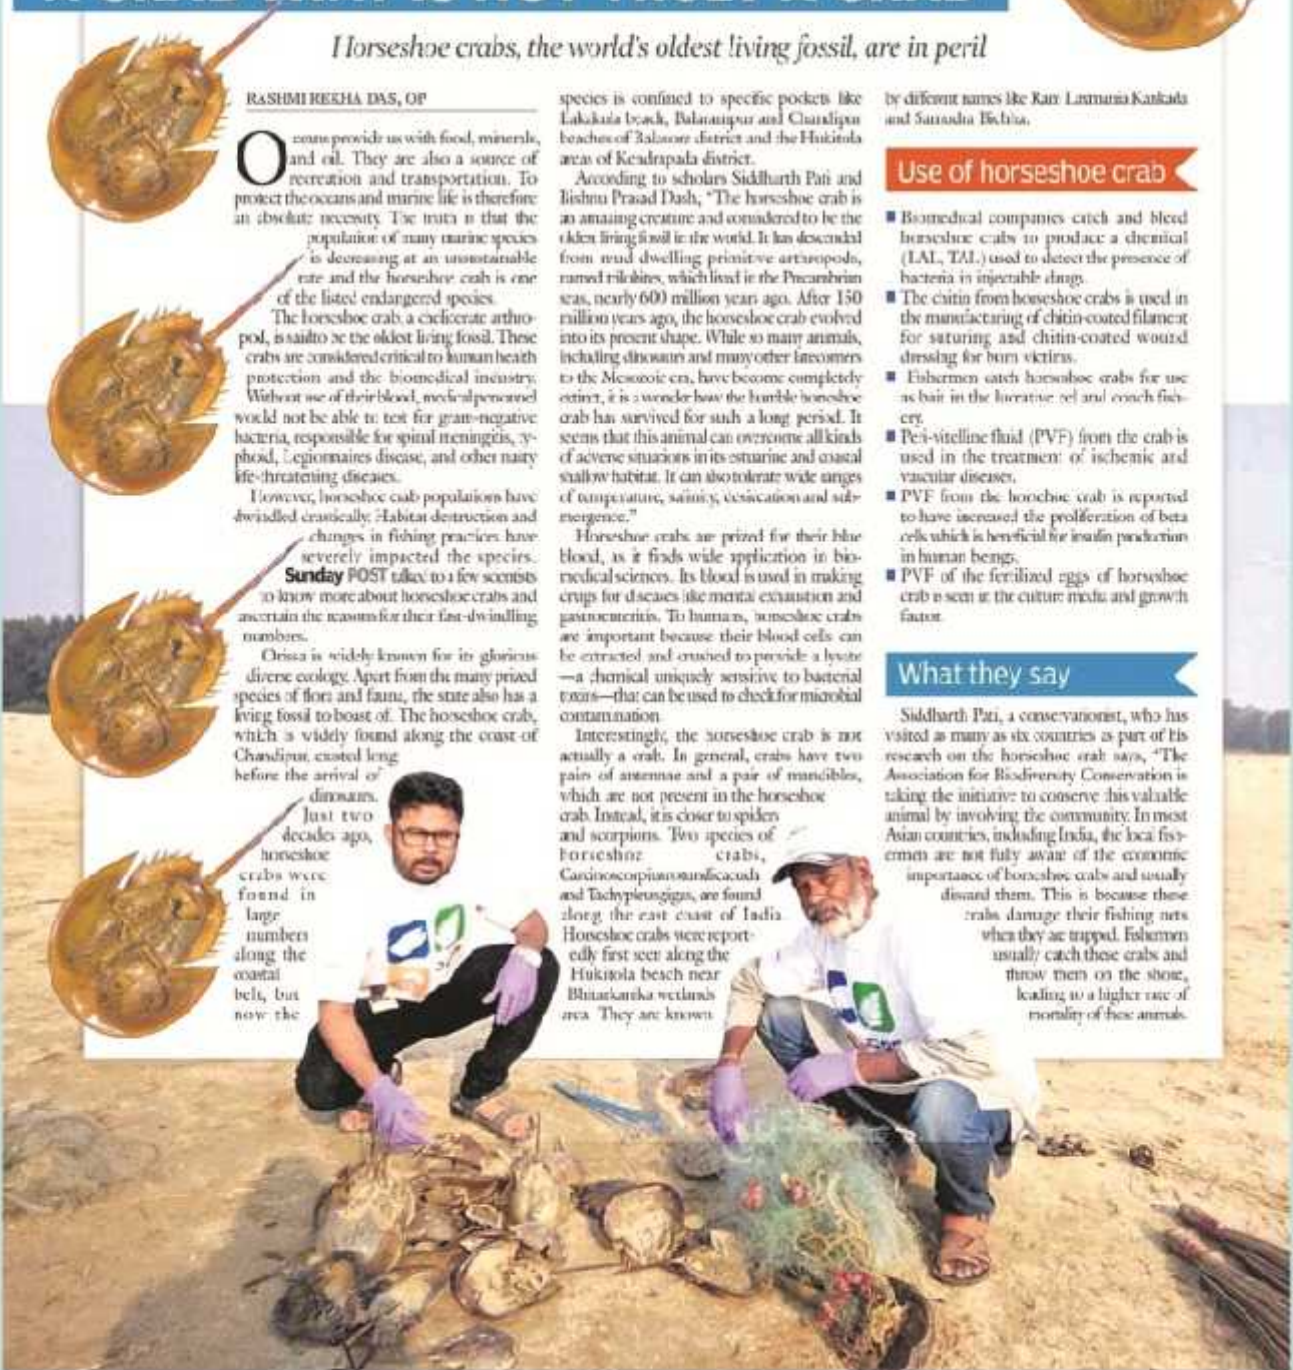 Horseshoe crabs, the world's oldest living fossil, are in peril
RASHMI REKHA DAS, OP
Oceans provide us with food, minerals,
and oil. They are also a source of
recreation and transportation. To
protect the oceans and marine life is therefore
an absolute necessity. The truth is that the
population of many marine species
is decreasing at an unsustainable
rate and the horseshoe crab is one
of the listed endangered species.
The horseshoe crab, a chelicerate arthro-
pod, is said to be the oldest living fossil. These
crabs are considered critical to human health
protection and the biomedical industry.
Without use of their blood, medical personnel
would not be able to test for gram-negative
bacteria, responsible for spinal meningitis, ty-
phoid, Legionnaires disease, and other nasty
life-threatening diseases.
However, horseshoe crab populations have
dwindled drastically. Habitat destruction and
changes in fishing practices have
severely impacted the species.
Sunday POST talked to a few scientists
to know more about horseshoe crabs and
ascertain the reasons for their fast-dwindling
numbers.
Orissa is widely known for its glorious
diverse ecology. Apart from the many prized
species of flora and fauna, the state also has a
living fossil to boast of. The horseshoe crab,
which is widely found along the coast of
Chandipur, existed long
before the arrival of
dinosaurs.
Just two
decades ago,
horseshoe
crabs were
found in
large
numbers
along the
coastal
belt, but
now the
species is confined to specific pockets like
beach, Balarampur and Chandipur
beaches of Balasore district and the Hukitola
areas of Kendrapada district.
According to scholars Siddharth Pati and
Bishnu Prasad Dash, "The horseshoe crab is
an amazing creature and considered to be the
oldest living fossil in the world. It has descended
from mud dwelling primitive arthropods,
named trilobites, which lived in the Precambrian
seas, nearly 600 million years ago. After 150
million years ago, the horseshoe crab evolved
into its present shape. While so many animals,
including dinosaurs and many other latecomers
to the Mesozoic era, have become completely
extinct, it is a wonder how the humble horseshoe
crab has survived for such a long period. It
seems that this animal can overcome all kinds
of adverse situations in its estuarine and coastal
shallow habitat. It can also tolerate wide ranges
of temperature, salinity, desiccation and sub-
mergence."
Horseshoe crabs are prized for their blue
blood, as it finds wide application in bio-
medical sciences. Its blood is used in making
drugs for diseases like mental exhaustion and
gastroenteritis. To humans, horseshoe crabs
are important because their blood cells can
be extracted and crushed to provide a lysate
—a chemical uniquely sensitive to bacterial
toxins—that can be used to check for microbial
contamination.
Interestingly, the horseshoe crab is not
actually a crab. In general, crabs have two
pairs of antennae and a pair of mandibles,
which are not present in the horseshoe
crab. Instead, it is closer to spiders
and scorpions. Two species of
horseshoe crabs,
and Tachypleusgigas, are found
along the east coast of India.
Horseshoe crabs were report-
edly first seen along the
Hukitola beach near
Bhitarkanika wetlands
area. They are known
by different names like Ram Laxmania Kankada
and Samudra Bichha.
Use of horseshoe crab
Biomedical companies catch and bleed
horseshoe crabs to produce a chemical
(LAL, TAL) used to detect the presence of
bacteria in injectable drugs.
The chitin from horseshoe crabs is used in
the manufacturing of chitin-coated filament
for suturing and chitin-coated wound
dressing for burn victims.
Fishermen catch horseshoe crabs for use
as bait in the lucrative eel and conch fish-
ery.
Peri-vitelline fluid (PVF) from the crab is
used in the treatment of ischemic and
vascular diseases.
PVF from the horseshoe crab is reported
to have increased the proliferation of beta
cells which is beneficial for insulin production
in human beings.
PVF of the fertilized eggs of horseshoe
crab is seen in the culture media and growth
factor.
What they say
Siddharth Pati, a conservationist, who has
visited as many as six countries as part of his
research on the horseshoe crab says, "The
Association for Biodiversity Conservation is
taking the initiative to conserve this valuable
animal by involving the community. In most
Asian countries, including India, the local fish-
ermen are not fully aware of the economic
importance of horseshoe crabs and usually
discard them. This is because these
crabs damage their fishing nets
when they are trapped. Fishermen
usually catch these crabs and
throw them on the shore,
leading to a higher rate of
mortality of these animals.